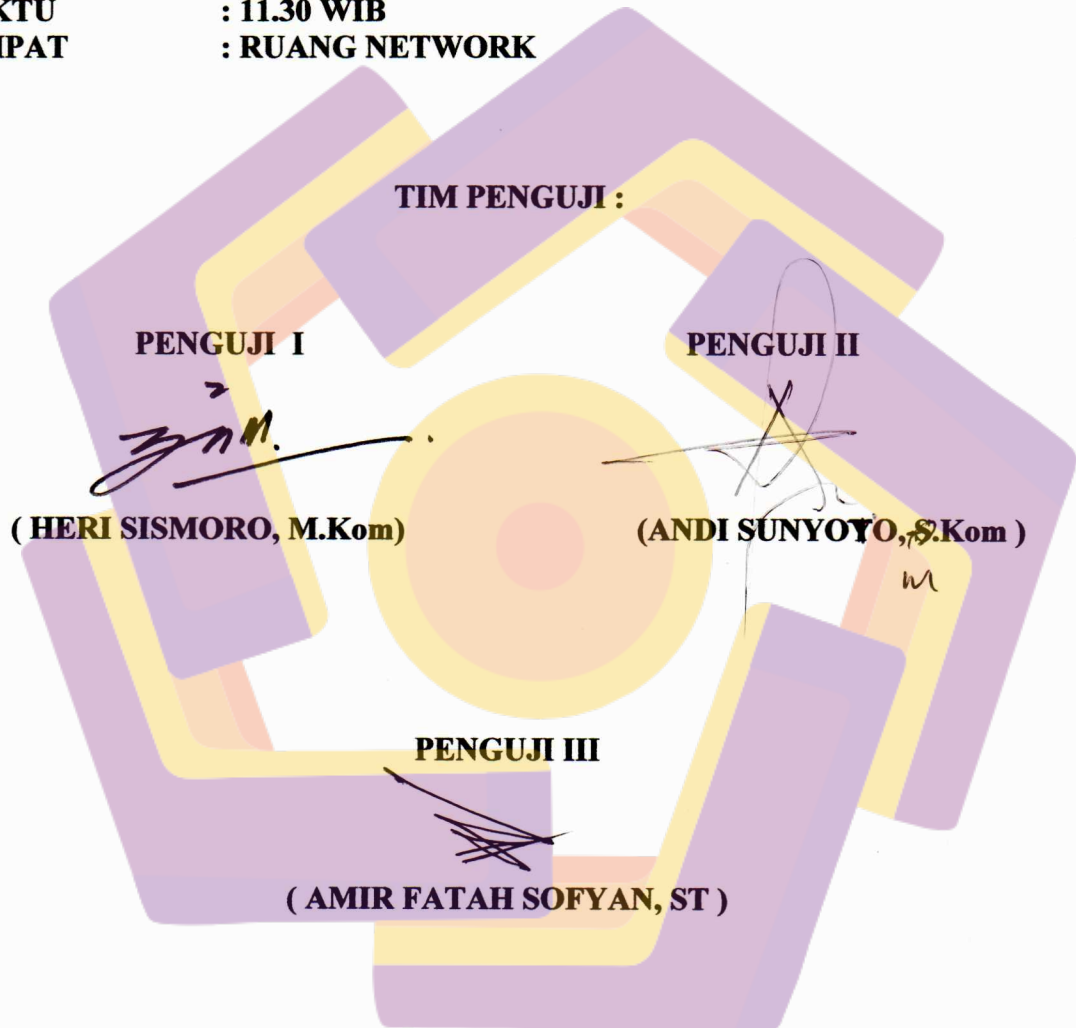 KTU : 11.30 WIB
IPAT : RUANG NETWORK
TIM PENGUJI :
PENGUJI I PENGUJI II
( HERI SISMORO, M.Kom) (ANDI SUNYOTO, S.Kom )
M
PENGUJI III
( AMIR FATAH SOFYAN, ST )